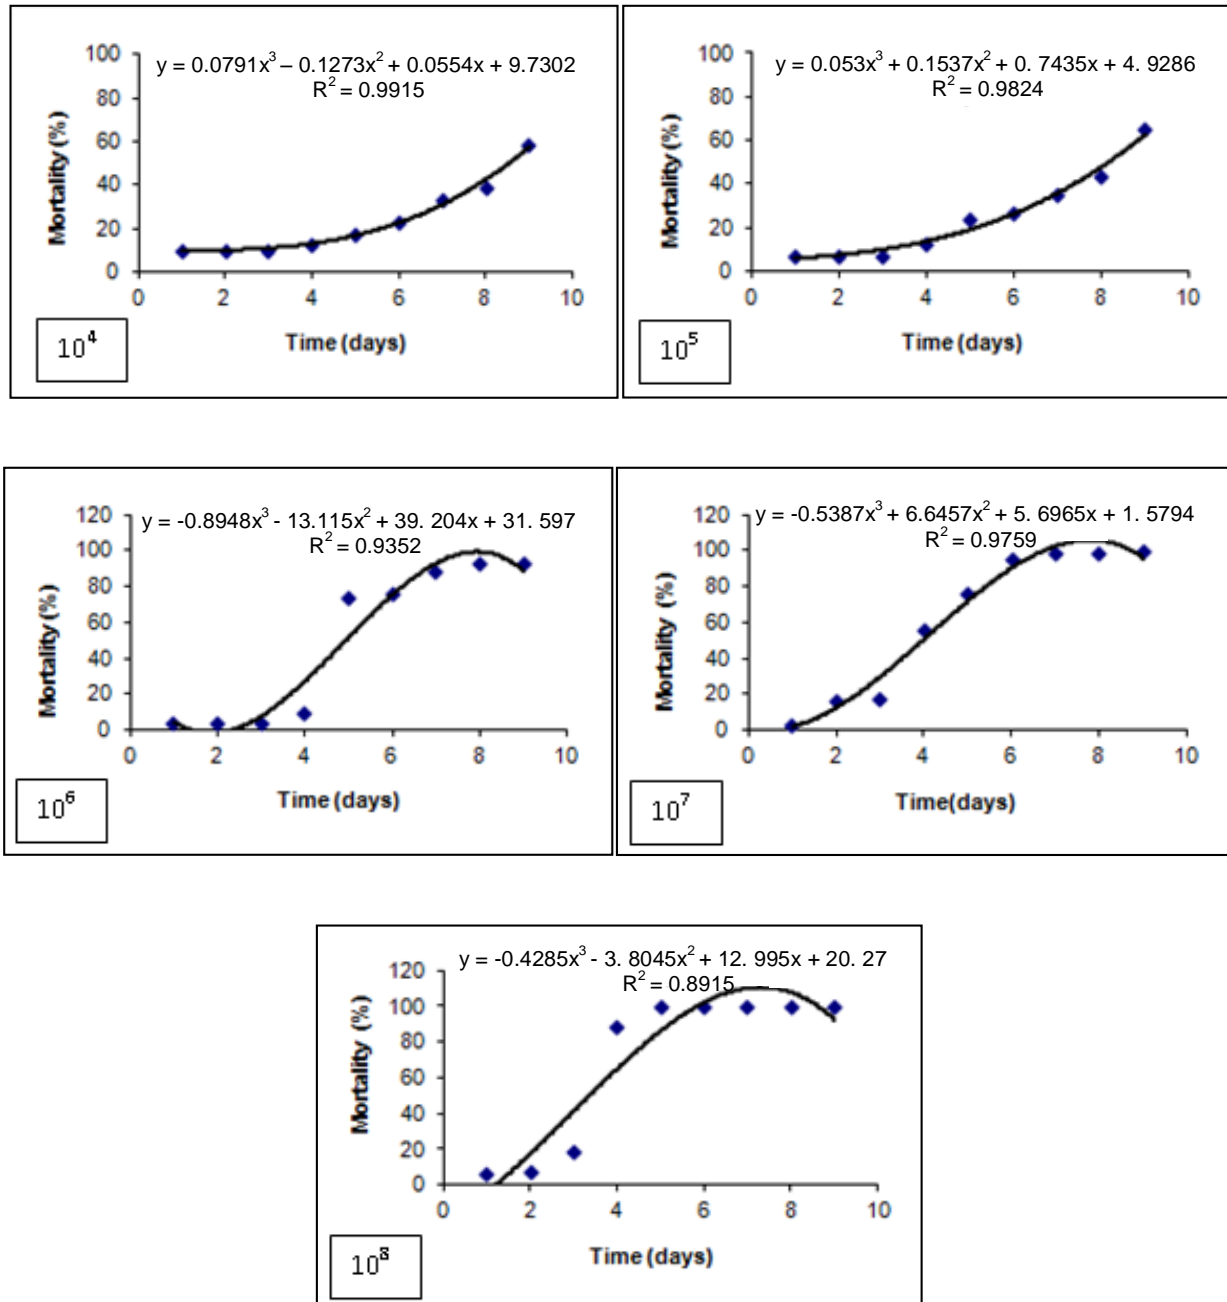 y = 0.0791x³ – 0.1273x² + 0.0554x + 9.7302
R² = 0.9915
100
80
60
40
20
0
Mortality (%)
0 2 4 6 8 10
Time (days)
10⁴
y = 0.053x³ + 0.1537x² + 0. 7435x + 4. 9286
R² = 0.9824
100
80
60
40
20
0
Mortality (%)
0 2 4 6 8 10
Time (days)
10⁵
y = -0.8948x³ - 13.115x² + 39. 204x + 31. 597
R² = 0.9352
120
100
80
60
40
20
0
Mortality (%)
0 2 4 6 8 10
Time (days)
10⁶
y = -0.5387x³ + 6.6457x² + 5. 6965x + 1. 5794
R² = 0.9759
120
100
80
60
40
20
0
Mortality (%)
0 2 4 6 8 10
Time(days)
10⁷
y = -0.4285x³ - 3. 8045x² + 12. 995x + 20. 27
R² = 0.8915
120
100
80
60
40
20
0
Mortality (%)
0 2 4 6 8 10
Time (days)
10⁸